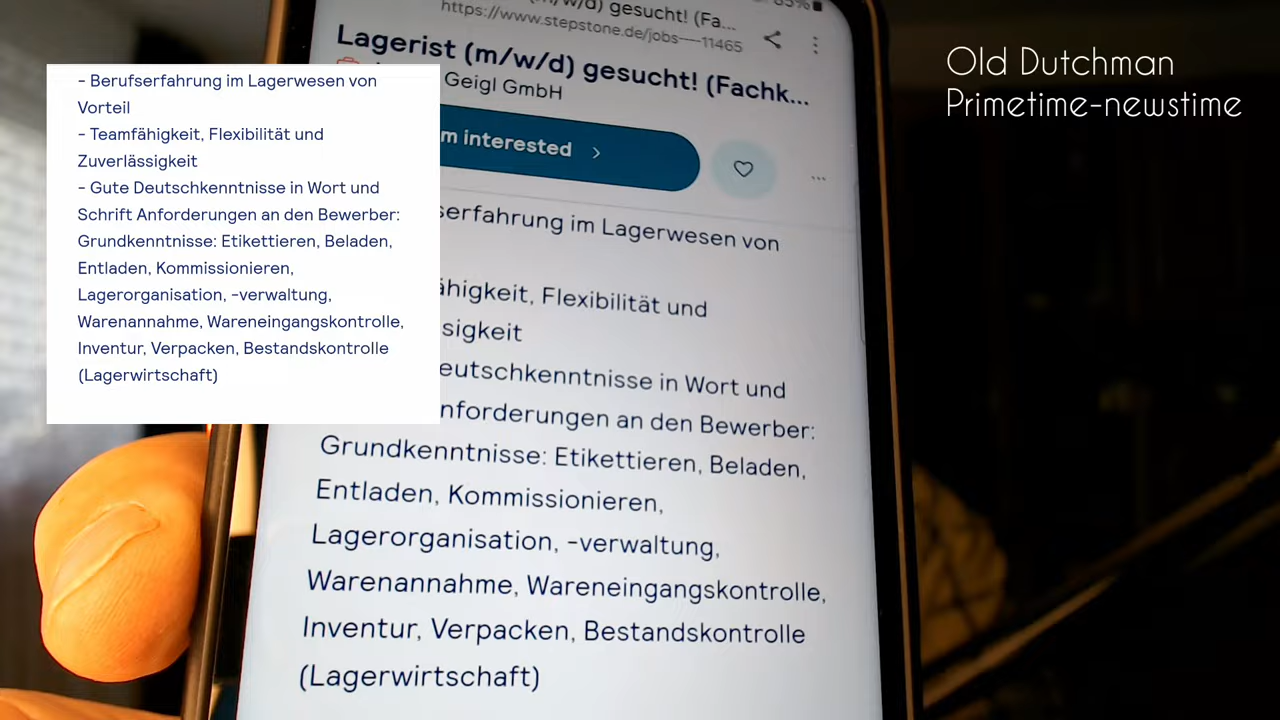 - Berufserfahrung im Lagerwesen von
Vorteil
- Teamfähigkeit, Flexibilität und
Zuverlässigkeit
- Gute Deutschkenntnisse in Wort und
Schrift Anforderungen an den Bewerber:
Grundkenntnisse: Etikettieren, Beladen,
Entladen, Kommissionieren,
Lagerorganisation, -verwaltung,
Warenannahme, Wareneingangskontrolle,
Inventur, Verpacken, Bestandskontrolle
(Lagerwirtschaft)
/w/d) gesucht! (Fa...
https://www.stepstone.de/jobs----11465
Lagerist (m/w/d) gesucht! (Fachk...
Geigl GmbH
m interested
serfahrung im Lagerwesen von
ähigkeit, Flexibilität und
sigkeit
eutschkenntnisse in Wort und
nforderungen an den Bewerber:
Grundkenntnisse: Etikettieren, Beladen,
Entladen, Kommissionieren,
Lagerorganisation, -verwaltung,
Warenannahme, Wareneingangskontrolle,
Inventur, Verpacken, Bestandskontrolle
(Lagerwirtschaft)
Old Dutchman
Primetime-newstime